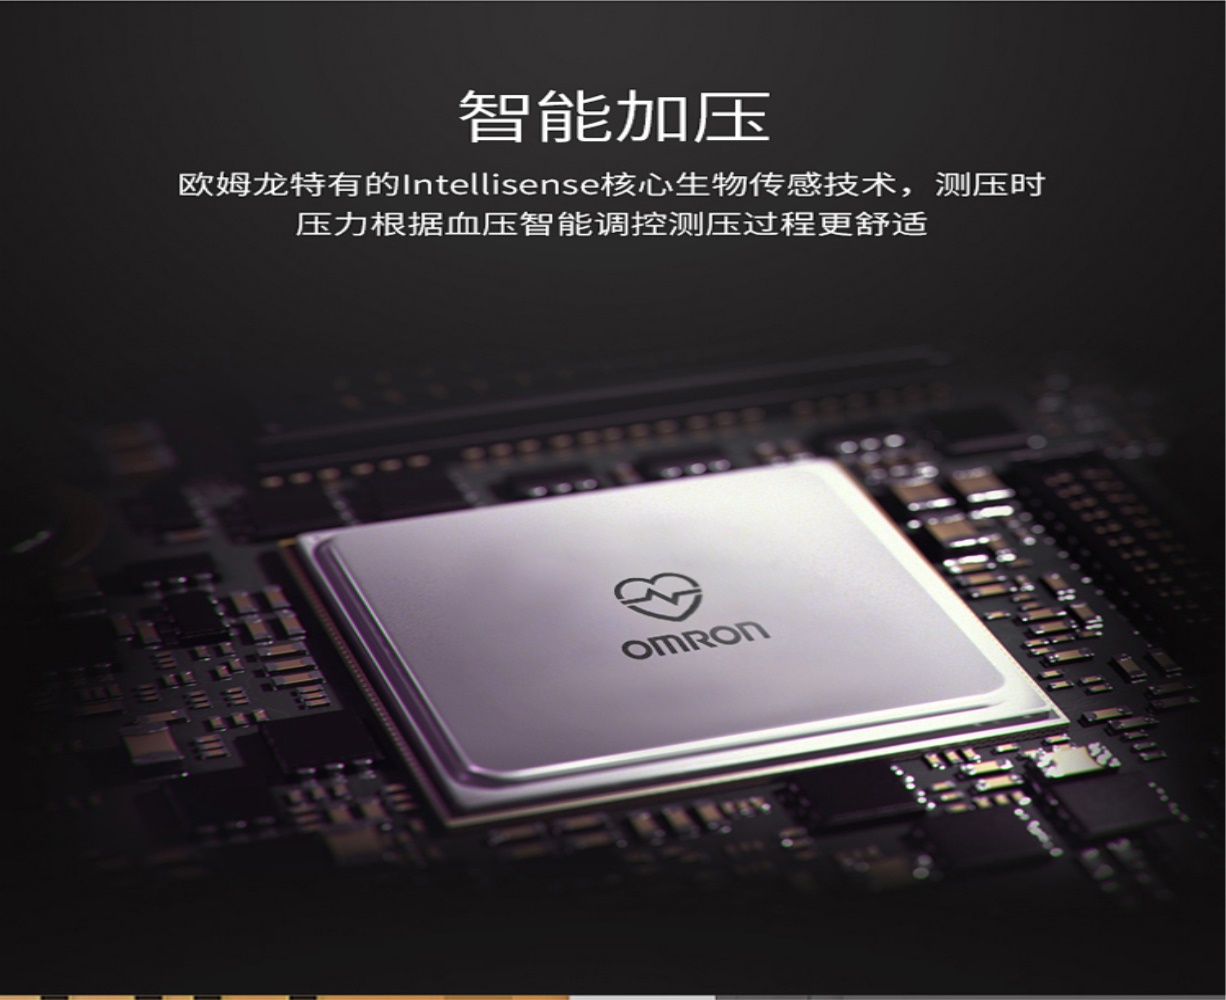 智能加压
欧姆龙特有的Intellisense核心生物传感技术，测压时
压力根据血压智能调控测压过程更舒适
OMRON